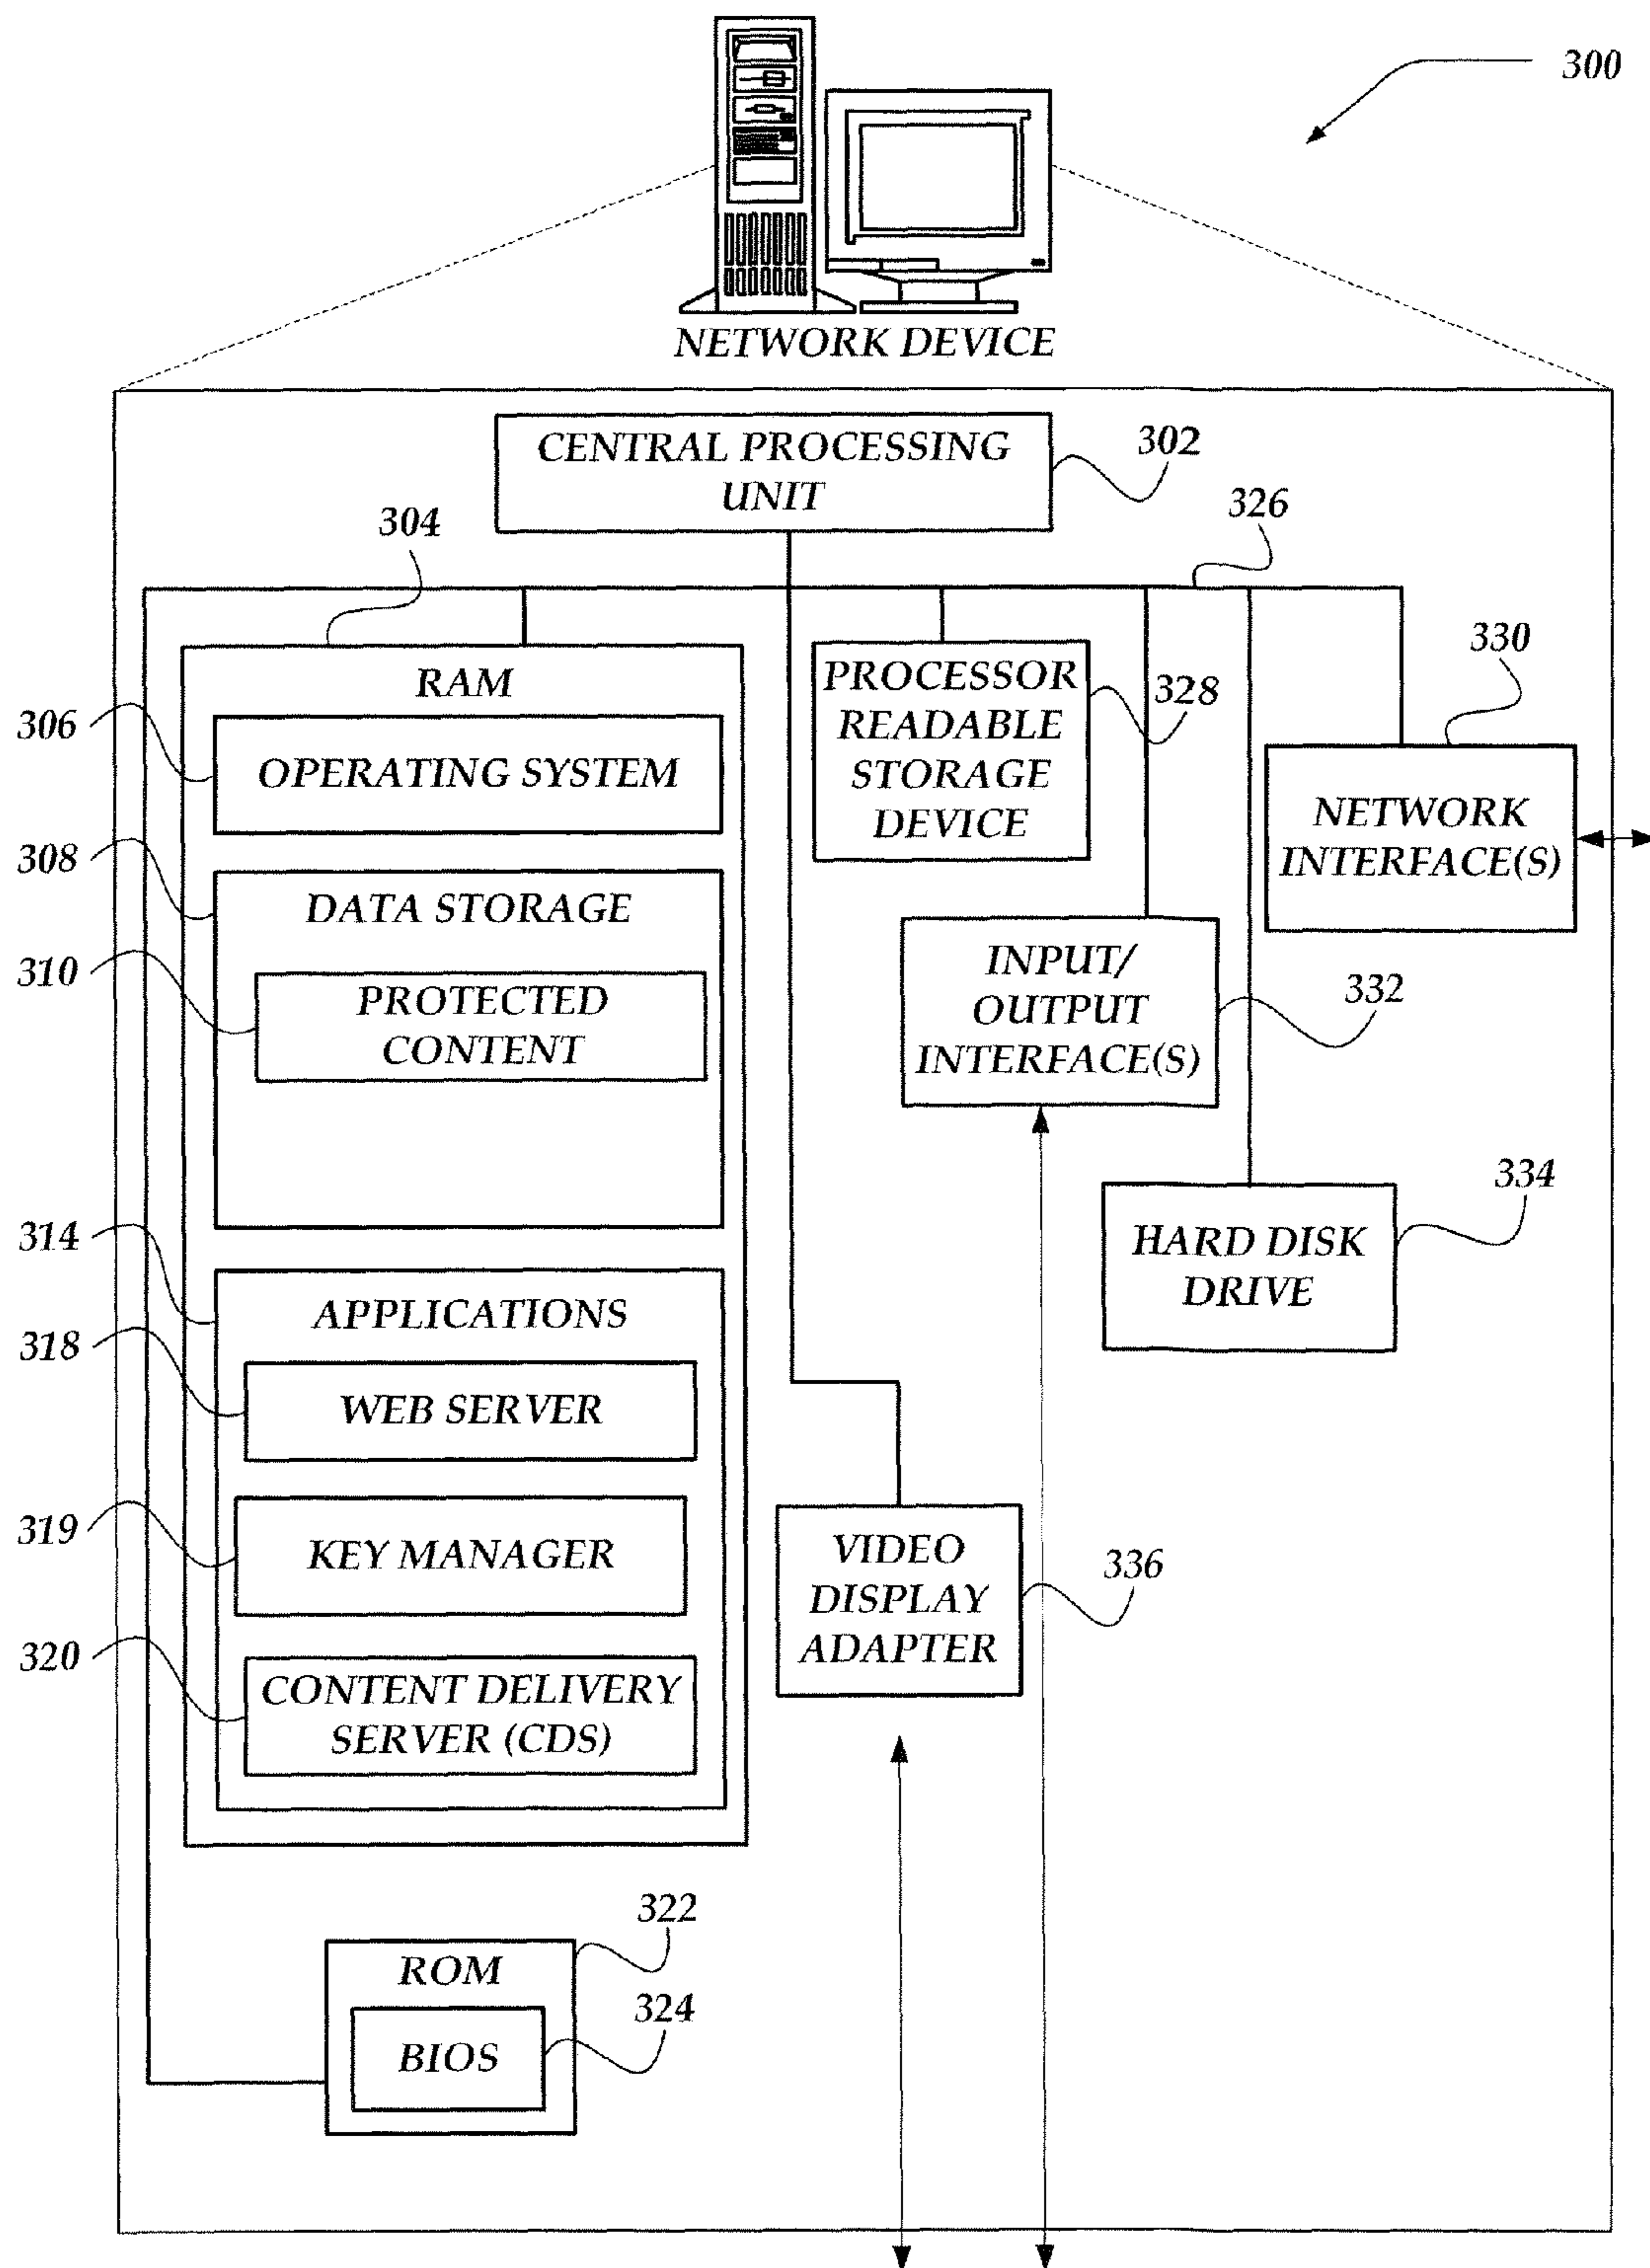 300
NETWORK DEVICE
CENTRAL PROCESSING
UNIT
302
326
304
RAM
306
OPERATING SYSTEM
308
DATA STORAGE
310
PROTECTED
CONTENT
314
APPLICATIONS
318
WEB SERVER
319
KEY MANAGER
320
CONTENT DELIVERY
SERVER (CDS)
PROCESSOR
READABLE
STORAGE
DEVICE
328
330
NETWORK
INTERFACE(S)
INPUT/
OUTPUT
INTERFACE(S)
332
334
HARD DISK
DRIVE
VIDEO
DISPLAY
ADAPTER
336
322
ROM
324
BIOS